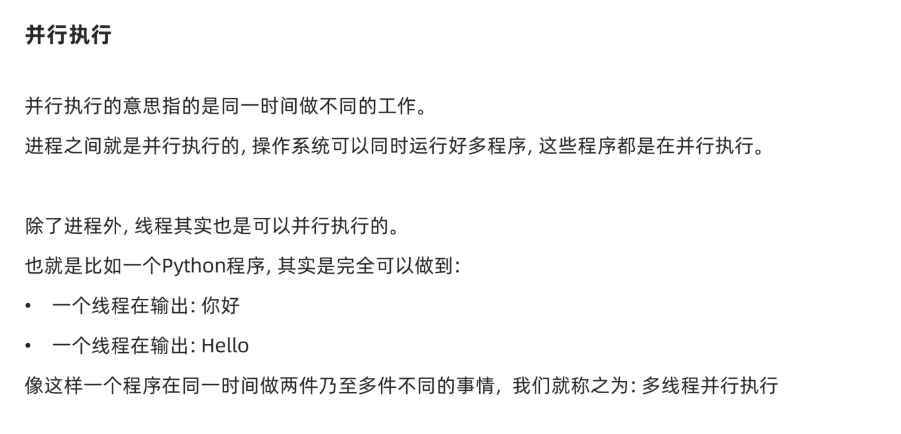 并行执行
并行执行的意思指的是同一时间做不同的工作。
进程之间就是并行执行的, 操作系统可以同时运行好多程序, 这些程序都是在并行执行。
除了进程外, 线程其实也是可以并行执行的。
也就是比如一个Python程序, 其实是完全可以做到:
• 一个线程在输出: 你好
• 一个线程在输出: Hello
像这样一个程序在同一时间做两件乃至多件不同的事情, 我们就称之为: 多线程并行执行